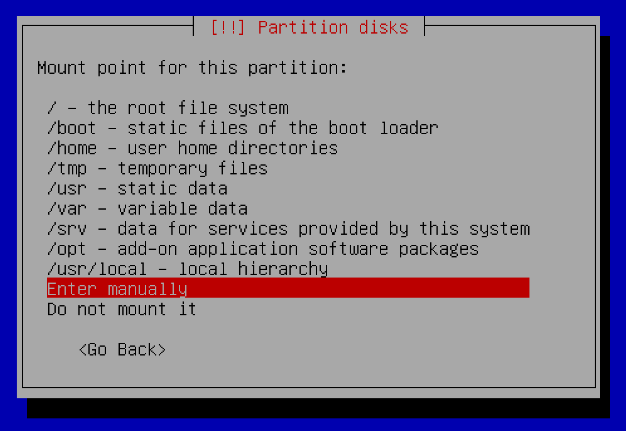 [!!] Partition disks
Mount point for this partition:
/ – the root file system
/boot – static files of the boot loader
/home – user home directories
/tmp – temporary files
/usr – static data
/var – variable data
/srv – data for services provided by this system
/opt – add-on application software packages
/usr/local – local hierarchy
Enter manually
Do not mount it
<Go Back>